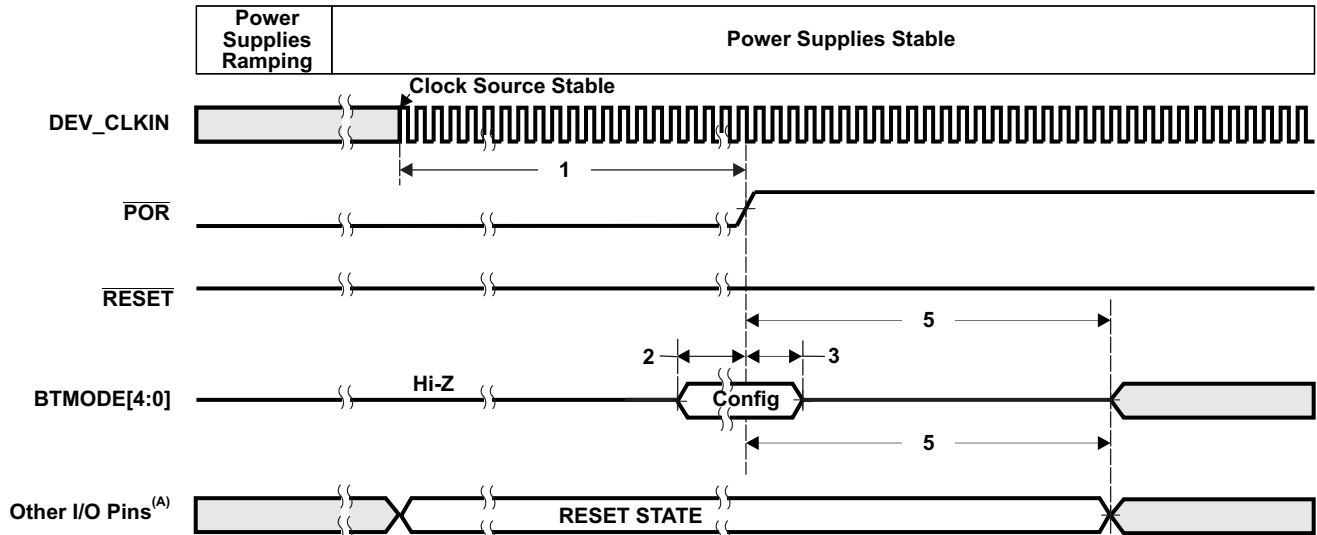 Power
Supplies
Ramping
Power Supplies Stable
Clock Source Stable
DEV_CLKIN
1
POR
RESET
5
2
3
Hi-Z
BTMODE[4:0]
Config
5
Other I/O Pins(A)
RESET STATE